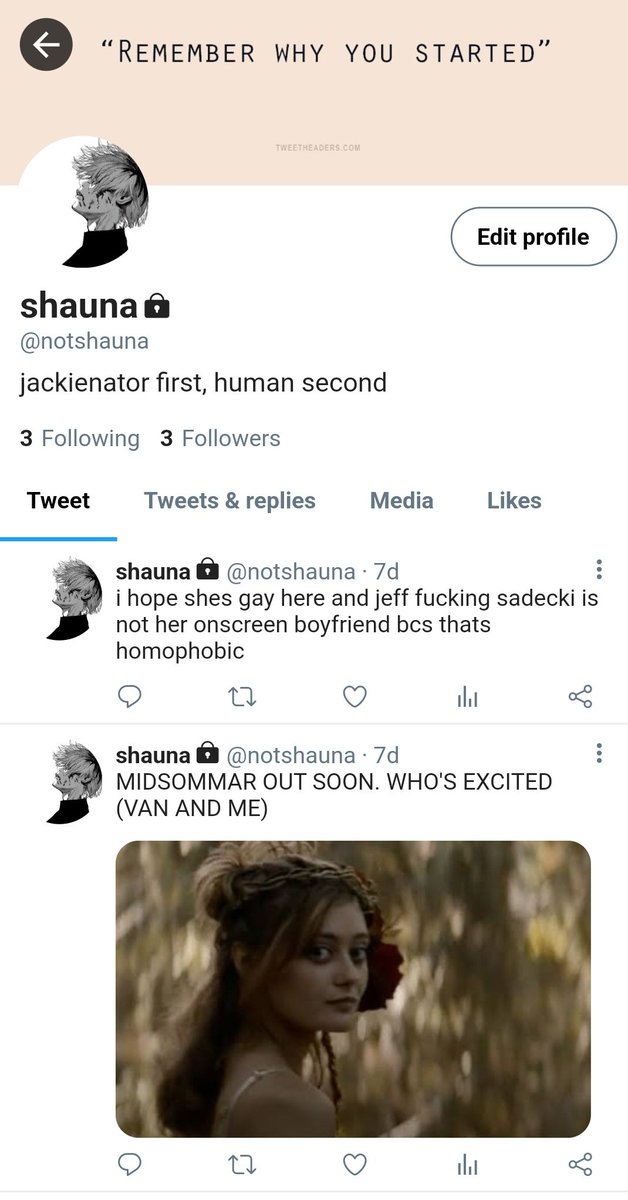 “REMEMBER WHY YOU STARTED”
TWEETHEADERS.COM
Edit profile
shauna
@notshauna
jackienator first, human second
3 Following 3 Followers
Tweet Tweets & replies Media Likes
shauna @notshauna · 7d
i hope shes gay here and jeff fucking sadecki is
not her onscreen boyfriend bcs thats
homophobic
shauna @notshauna · 7d
MIDSOMMAR OUT SOON. WHO'S EXCITED
(VAN AND ME)